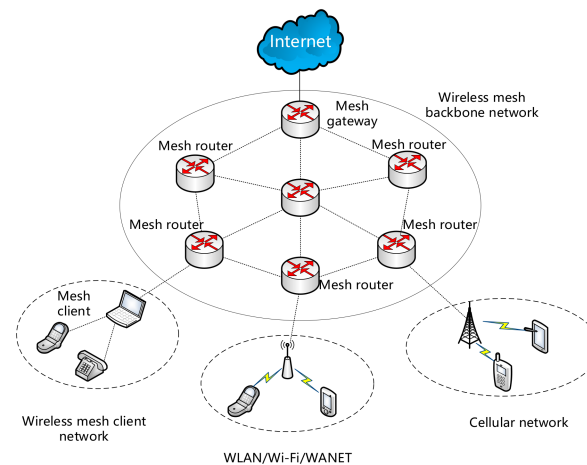 Internet
Wireless mesh
backbone network
Mesh
gateway
Mesh router
Mesh router
Mesh router
Mesh router
Mesh router
Mesh
client
Wireless mesh client
network
Cellular network
WLAN/Wi-Fi/WANET